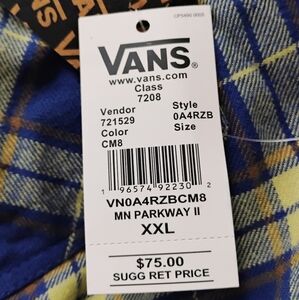 VANS
www.vans.com
Class
7208
Vendor Style
721529 0A4RZB
Color Size
CM8
1 96574 92230 2
VN0A4RZBCM8
MN PARKWAY II
XXL
$75.00
SUGG RET PRICE